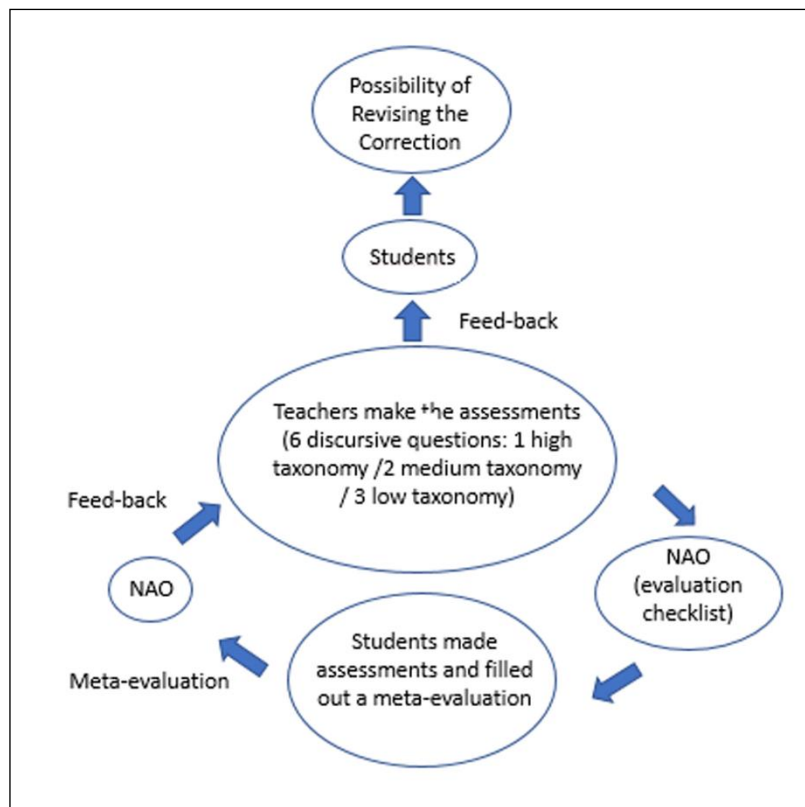 Possibility of
Revising the
Correction
Students
Feed-back
Teachers make the assessments
(6 discursive questions: 1 high
taxonomy /2 medium taxonomy
/ 3 low taxonomy)
Feed-back
NAO
(evaluation
checklist)
NAO
Students made
assessments and filled
out a meta-evaluation
Meta-evaluation